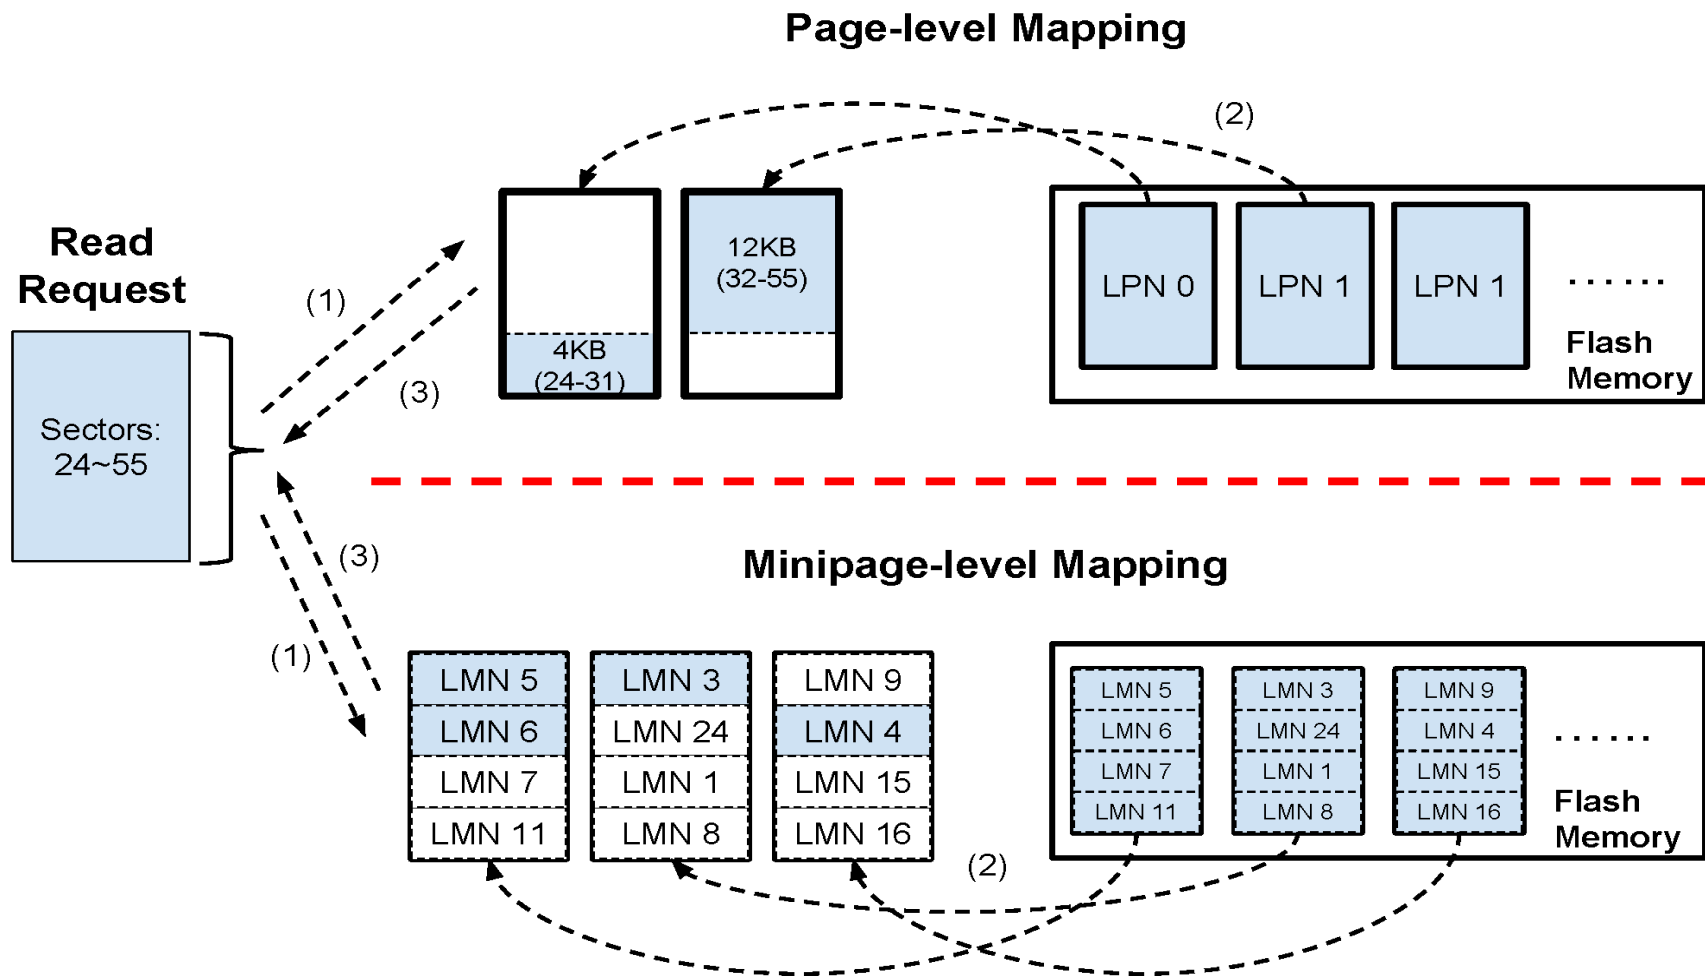 Page-level Mapping
(2)
Read
Request
(1)
12KB
(32-55)
LPN 0
LPN 1
LPN 1
......
4KB
(24-31)
(3)
Flash
Memory
Sectors:
24~55
Minipage-level Mapping
(3)
(1)
LMN 5
LMN 6
LMN 7
LMN 11
LMN 3
LMN 24
LMN 1
LMN 8
LMN 9
LMN 4
LMN 15
LMN 16
LMN 5
LMN 6
LMN 7
LMN 11
LMN 3
LMN 24
LMN 1
LMN 8
LMN 9
LMN 4
LMN 15
LMN 16
......
Flash
Memory
(2)